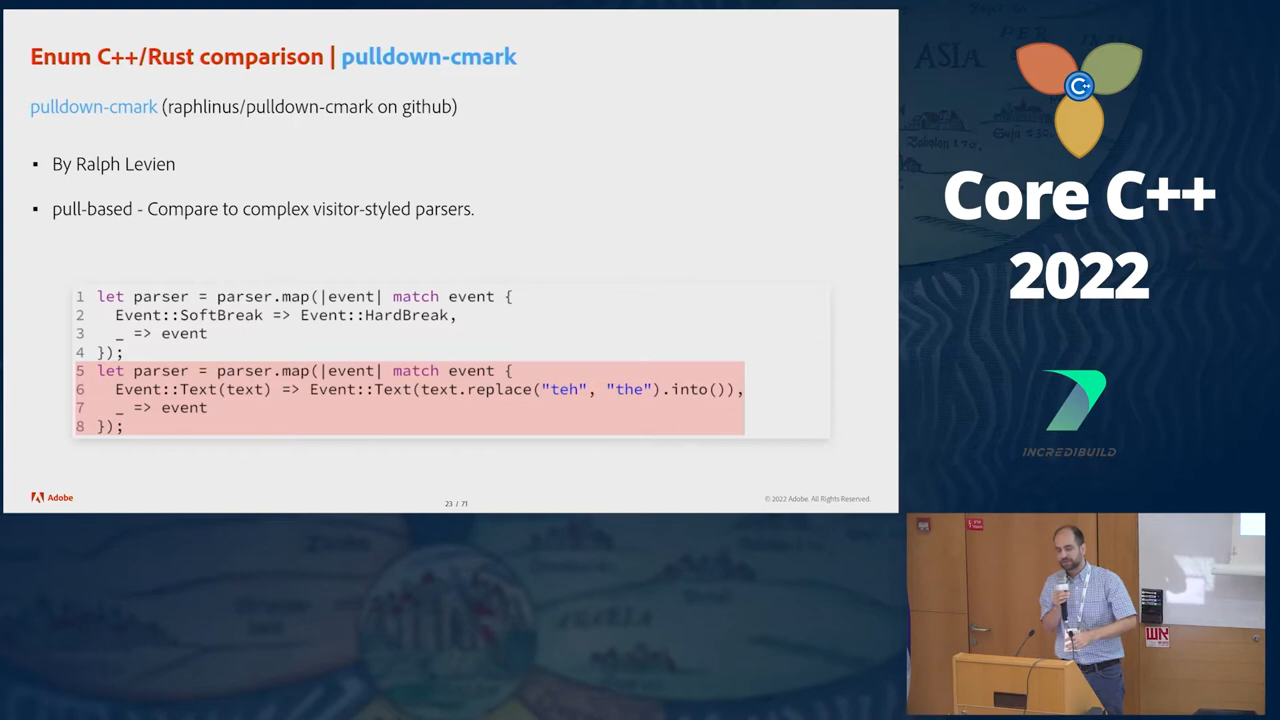 Enum C++/Rust comparison | pulldown-cmark
pulldown-cmark (raphlinus/pulldown-cmark on github)
▪ By Ralph Levien
▪ pull-based - Compare to complex visitor-styled parsers.
1 let parser = parser.map(|event| match event {
2 Event::SoftBreak => Event::HardBreak,
3 _ => event
4 });
5 let parser = parser.map(|event| match event {
6 Event::Text(text) => Event::Text(text.replace("teh", "the").into()),
7 _ => event
8 });
Adobe
23 / 71
© 2022 Adobe. All Rights Reserved.
ASIA
C++
Core C++
2022
INCREDIBUILD
אש